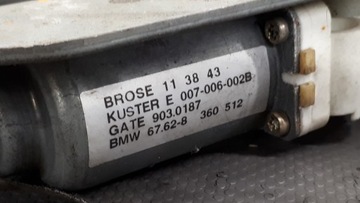 BROSE 11 38 43
KUSTER E 007-006-002B
GATE 903.0187
BMW 67.62-8 360 512